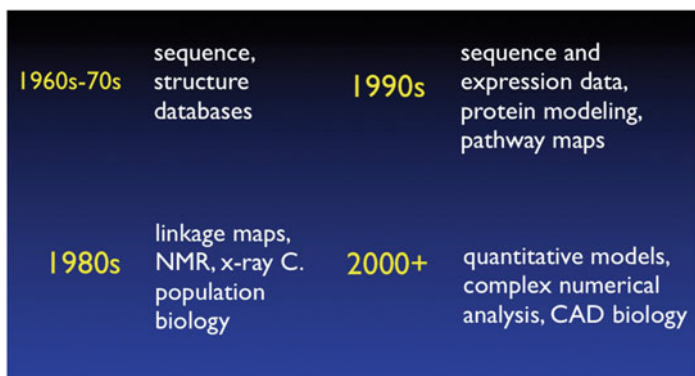 1960s-70s
sequence,
structure
databases
1990s
sequence and
expression data,
protein modeling,
pathway maps
1980s
linkage maps,
NMR, x-ray C.
population
biology
2000+
quantitative models,
complex numerical
analysis, CAD biology